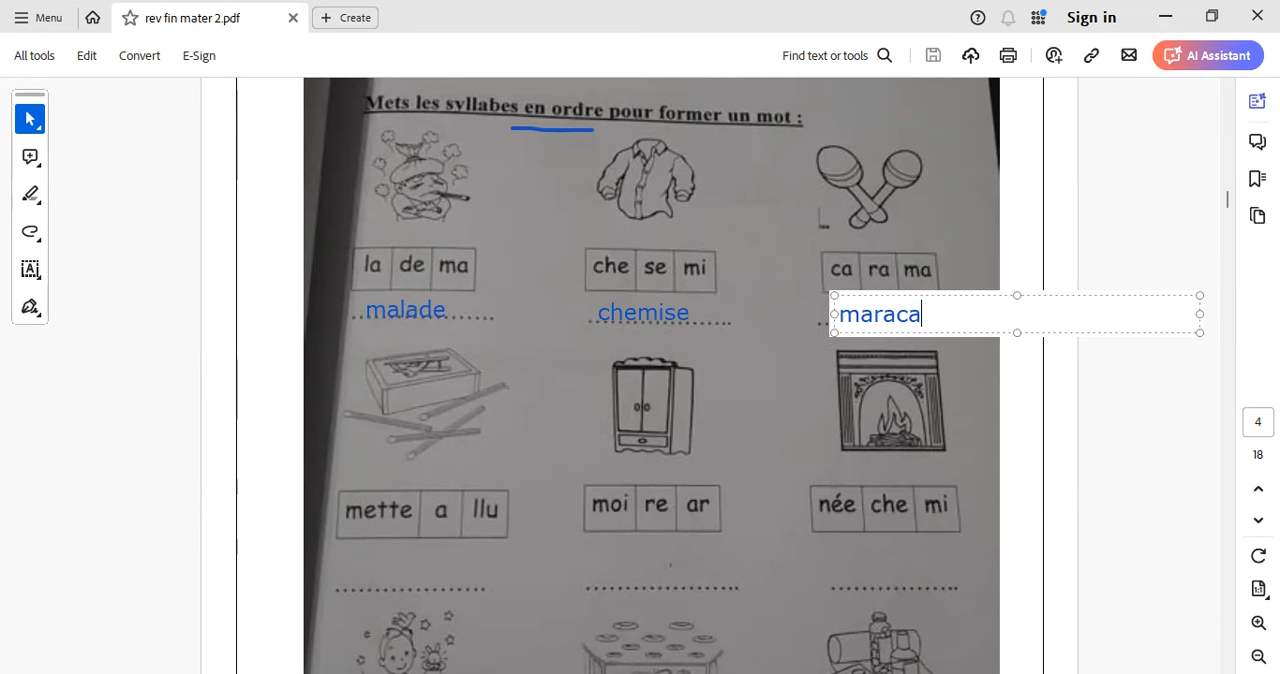 Menu rev fin mater 2.pdf Create Sign in
All tools Edit Convert E-Sign Find text or tools AI Assistant
Mets les syllabes en ordre pour former un mot :
la de ma che se mi ca ra ma
malade chemise maraca
mette a llu moi re ar née che mi
4
18